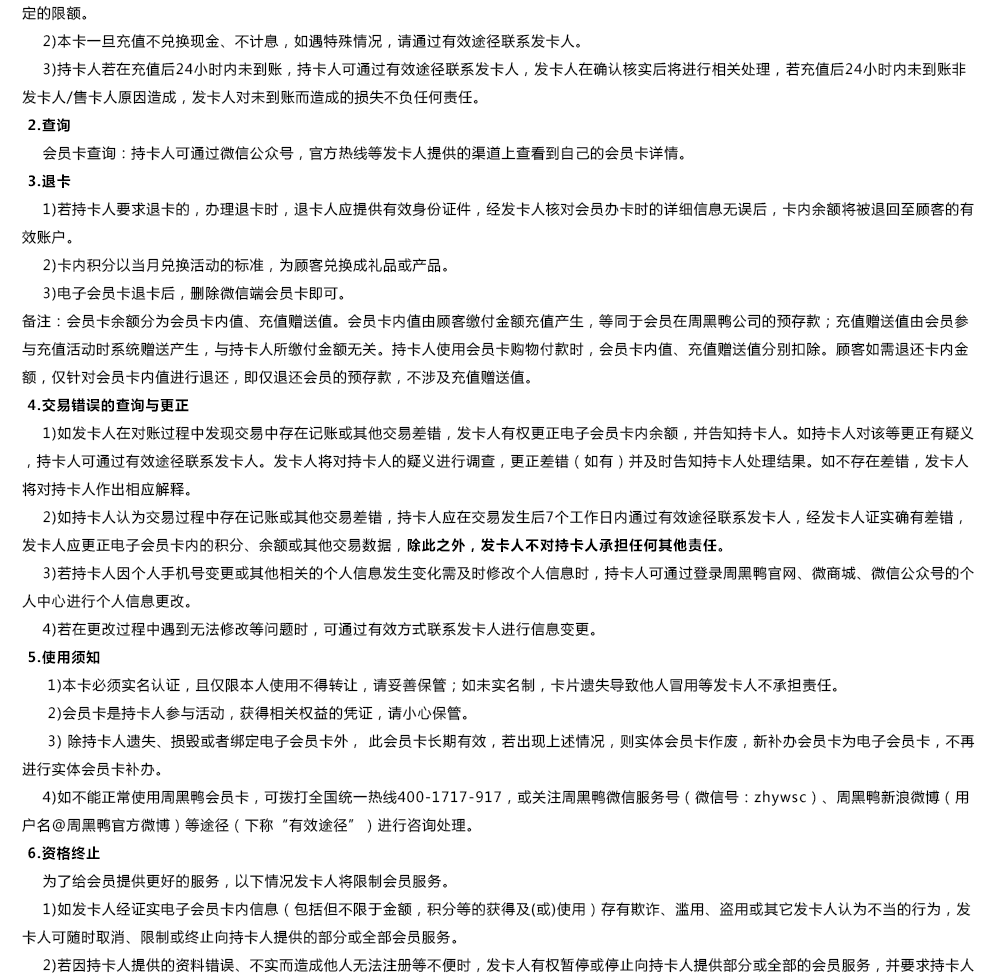 定的限额。
2)本卡一旦充值不兑换现金、不计息，如遇特殊情况，请通过有效途径联系发卡人。
3)持卡人若在充值后24小时内未到账，持卡人可通过有效途径联系发卡人，发卡人在确认核实后将进行相关处理，若充值后24小时内未到账非
发卡人/售卡人原因造成，发卡人对未到账而造成的损失不负任何责任。
2.查询
会员卡查询：持卡人可通过微信公众号，官方热线等发卡人提供的渠道上查看到自己的会员卡详情。
3.退卡
1)若持卡人要求退卡的，办理退卡时，退卡人应提供有效身份证件，经发卡人核对会员办卡时的详细信息无误后，卡内余额将被退回至顾客的有
效账户。
2)卡内积分以当月兑换活动的标准，为顾客兑换成礼品或产品。
3)电子会员卡退卡后，删除微信端会员卡即可。
备注：会员卡余额分为会员卡内值、充值赠送值。会员卡内值由顾客缴付金额充值产生，等同于会员在周黑鸭公司的预存款；充值赠送值由会员参
与充值活动时系统赠送产生，与持卡人所缴付金额无关。持卡人使用会员卡购物付款时，会员卡内值、充值赠送值分别扣除。顾客如需退还卡内金
额，仅针对会员卡内值进行退还，即仅退还会员的预存款，不涉及充值赠送值。
4.交易错误的查询与更正
1)如发卡人在对账过程中发现交易中存在记账或其他交易差错，发卡人有权更正电子会员卡内余额，并告知持卡人。如持卡人对该等更正有疑义
，持卡人可通过有效途径联系发卡人。发卡人将对持卡人的疑义进行调查，更正差错（如有）并及时告知持卡人处理结果。如不存在差错，发卡人
将对持卡人作出相应解释。
2)如持卡人认为交易过程中存在记账或其他交易差错，持卡人应在交易发生后7个工作日内通过有效途径联系发卡人，经发卡人证实确有差错，
发卡人应更正电子会员卡内的积分、余额或其他交易数据，除此之外，发卡人不对持卡人承担任何其他责任。
3)若持卡人因个人手机号变更或其他相关的个人信息发生变化需及时修改个人信息时，持卡人可通过登录周黑鸭官网、微商城、微信公众号的个
人中心进行个人信息更改。
4)若在更改过程中遇到无法修改等问题时，可通过有效方式联系发卡人进行信息变更。
5.使用须知
1)本卡必须实名认证，且仅限本人使用不得转让，请妥善保管；如未实名制，卡片遗失导致他人冒用等发卡人不承担责任。
2)会员卡是持卡人参与活动，获得相关权益的凭证，请小心保管。
3) 除持卡人遗失、损毁或者绑定电子会员卡外， 此会员卡长期有效，若出现上述情况，则实体会员卡作废，新补办会员卡为电子会员卡，不再
进行实体会员卡补办。
4)如不能正常使用周黑鸭会员卡，可拨打全国统一热线400-1717-917，或关注周黑鸭微信服务号（微信号：zhywsc）、周黑鸭新浪微博（用
户名@周黑鸭官方微博）等途径（下称“有效途径”）进行咨询处理。
6.资格终止
为了给会员提供更好的服务，以下情况发卡人将限制会员服务。
1)如发卡人经证实电子会员卡内信息（包括但不限于金额，积分等的获得及(或)使用）存有欺诈、滥用、盗用或其它发卡人认为不当的行为，发
卡人可随时取消、限制或终止向持卡人提供的部分或全部会员服务。
2)若因持卡人提供的资料错误、不实而造成他人无法注册等不便时，发卡人有权暂停或停止向持卡人提供部分或全部的会员服务，并要求持卡人